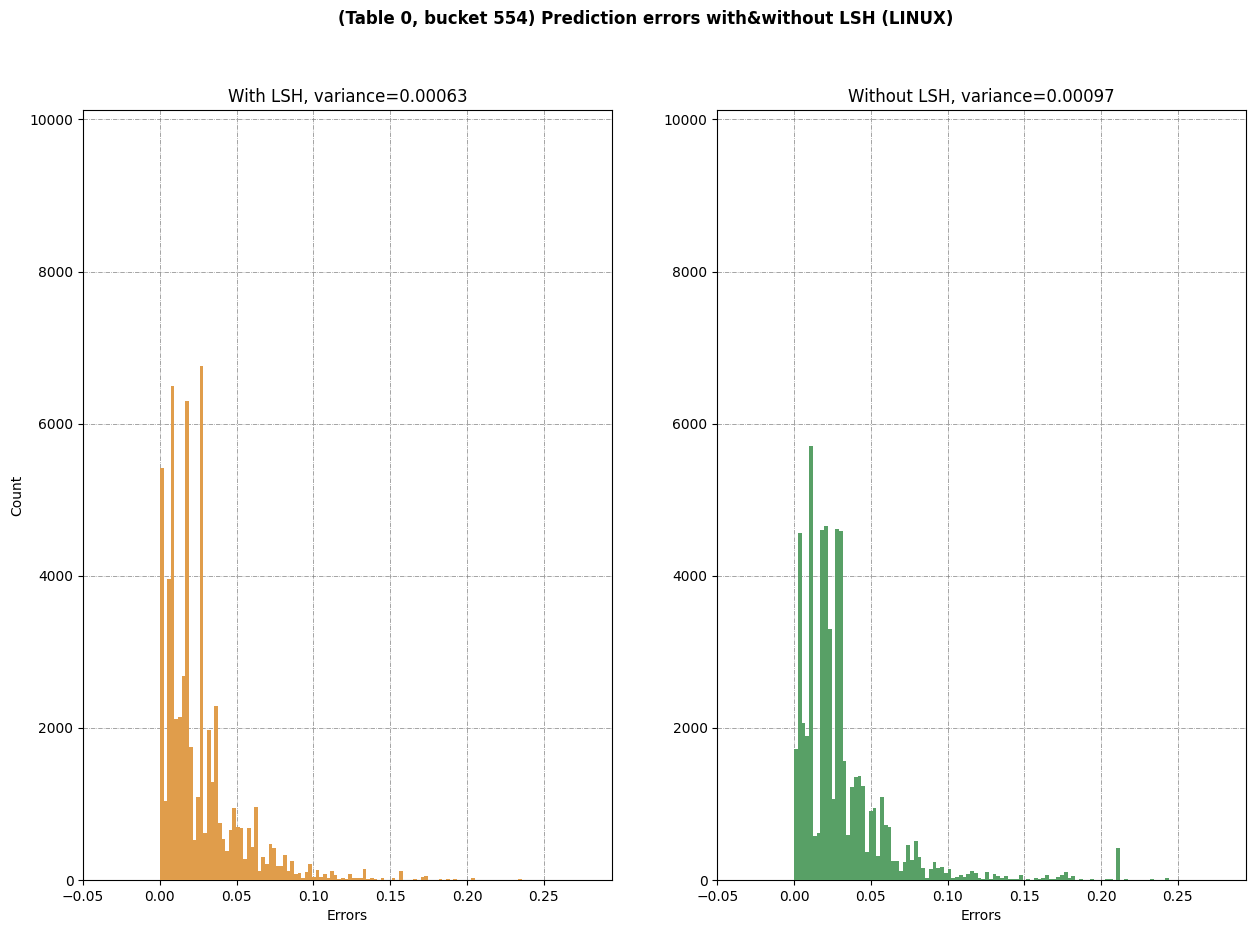 (Table 0, bucket 554) Prediction errors with&without LSH (LINUX)
With LSH, variance=0.00063
10000
8000
6000
4000
2000
0
Count
−0.05 0.00 0.05 0.10 0.15 0.20 0.25
Errors
Without LSH, variance=0.00097
10000
8000
6000
4000
2000
0
−0.05 0.00 0.05 0.10 0.15 0.20 0.25
Errors